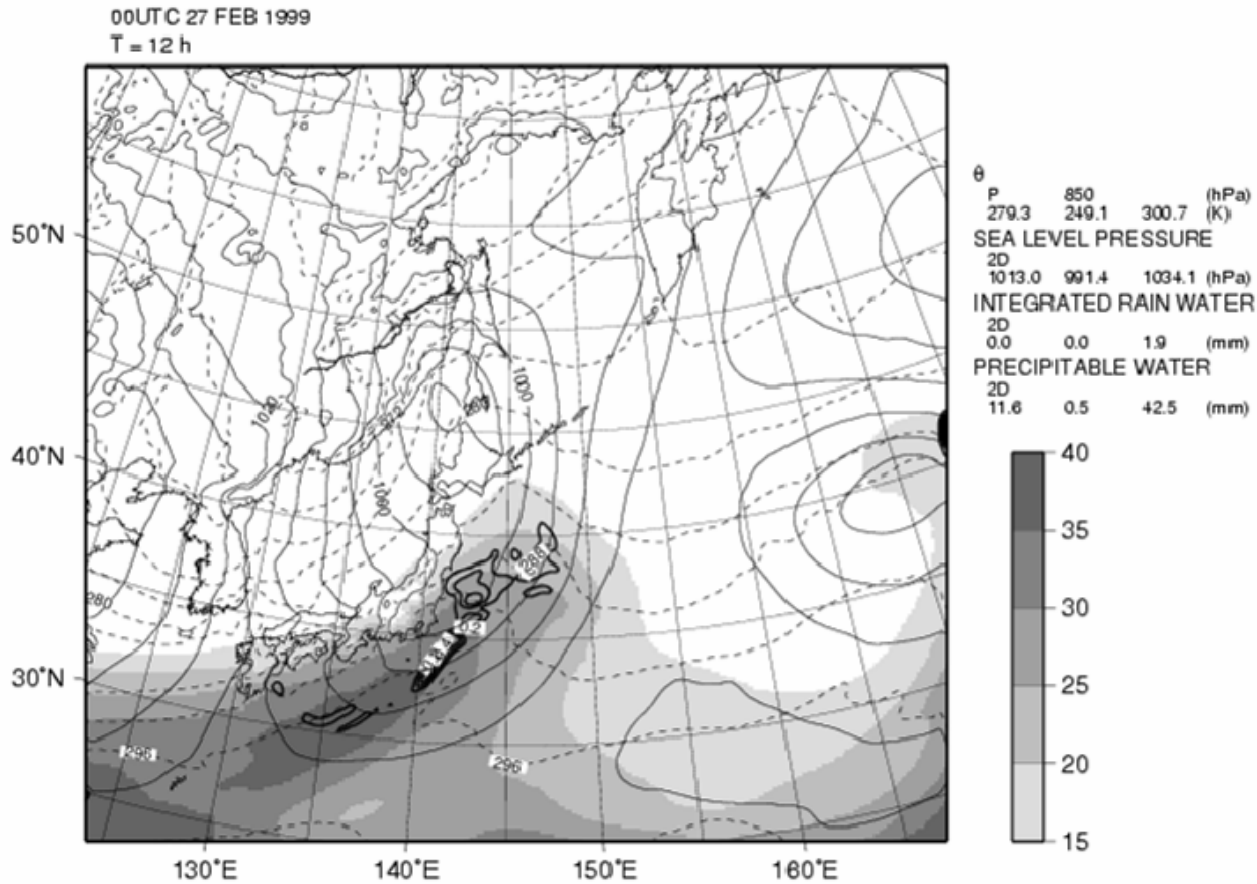 00UTC 27 FEB 1999
T = 12 h
θ
P 850 (hPa)
279.3 249.1 300.7 (K)
SEA LEVEL PRESSURE
2D
1013.0 991.4 1034.1 (hPa)
INTEGRATED RAIN WATER
2D
0.0 0.0 1.9 (mm)
PRECIPITABLE WATER
2D
11.6 0.5 42.5 (mm)
50°N
40°N
30°N
1020
1000
1000
280
288
296
296
40
35
30
25
20
15
130°E
140°E
150°E
160°E